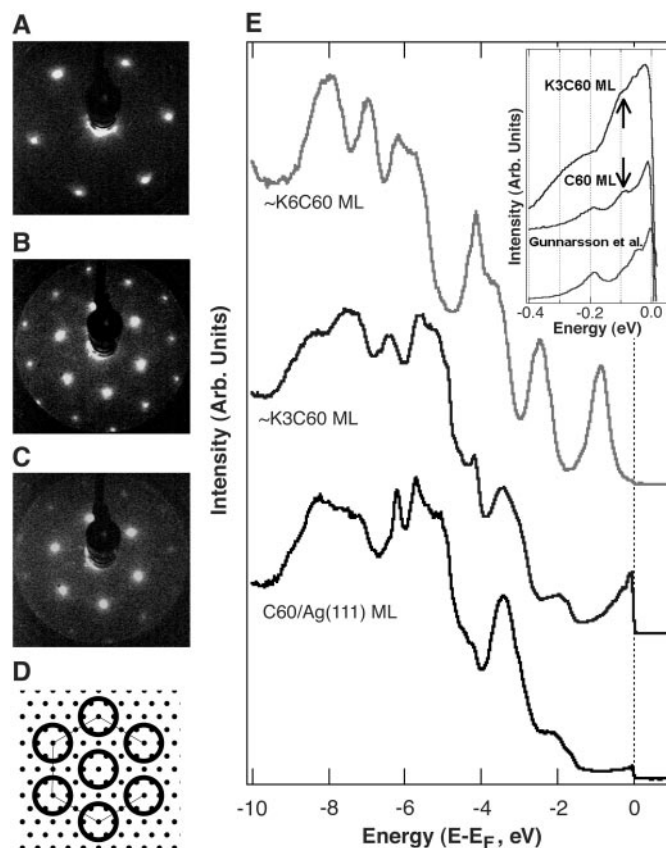 A
B
C
D
E
Intensity (Arb. Units)
~K6C60 ML
~K3C60 ML
C60/Ag(111) ML
-10 -8 -6 -4 -2 0
Energy (E-EF, eV)
Intensity (Arb. Units)
K3C60 ML
C60 ML
Gunnarsson et al.
-0.4 -0.2 0.0
Energy (eV)